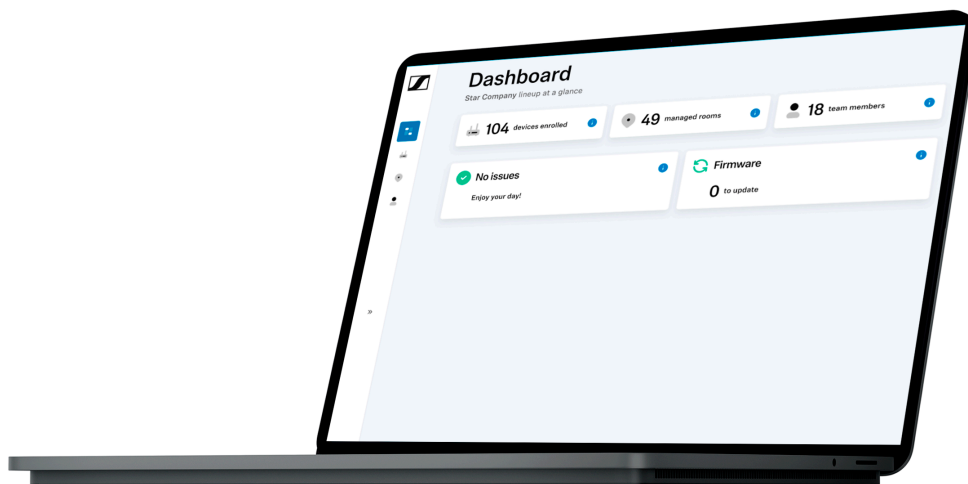 Dashboard
Star Company lineup at a glance
104 devices enrolled
49 managed rooms
18 team members
No issues
Enjoy your day!
Firmware
0 to update